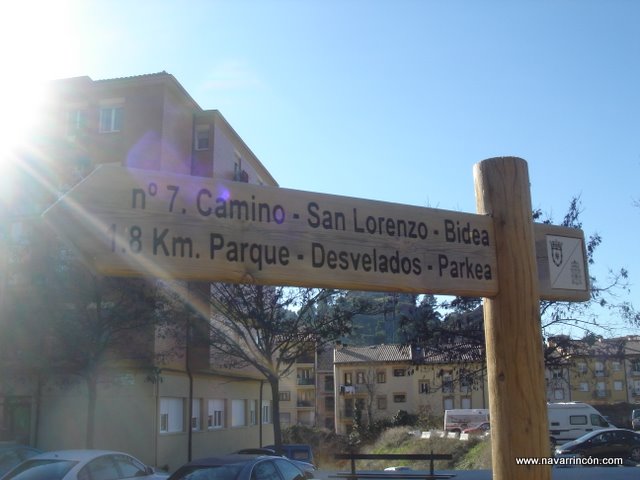 nº 7. Camino - San Lorenzo - Bidea
1.8 Km. Parque - Desvelados - Parkea
www.navarrincón.com